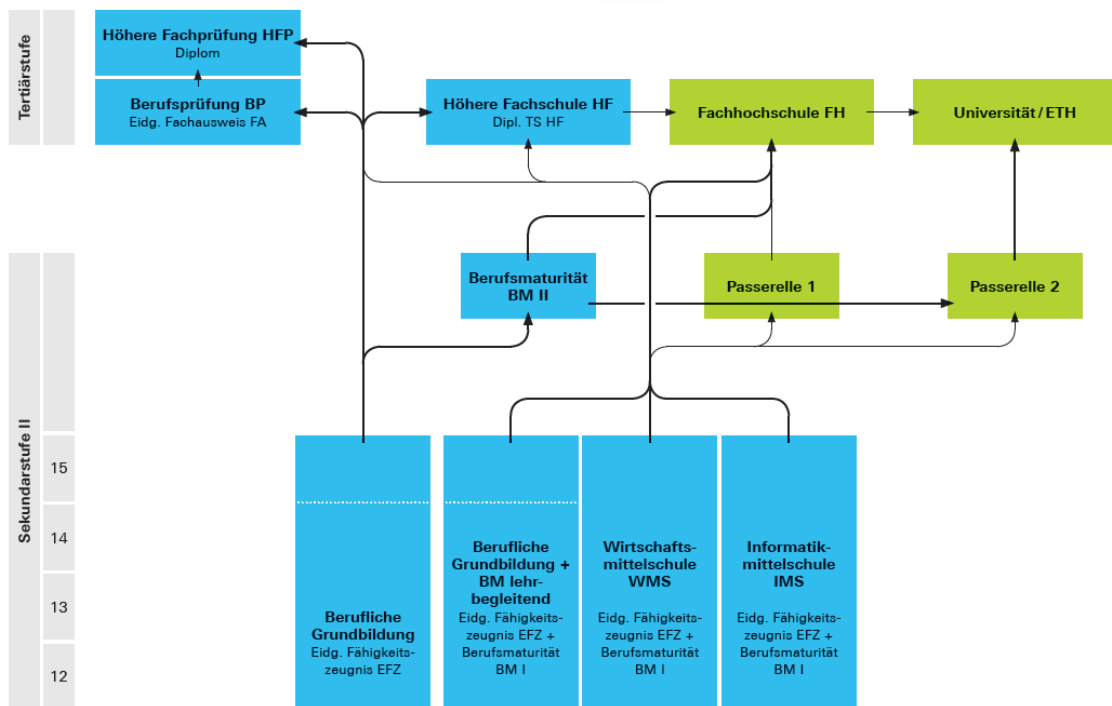 Tertiärstufe
Höhere Fachprüfung HFP
Diplom
Berufsprüfung BP
Eidg. Fachausweis FA
Höhere Fachschule HF
Dipl. TS HF
Fachhochschule FH
Universität/ETH
Sekundarstufe II
Berufsmaturität
BM II
Passerelle 1
Passerelle 2
15
14
13
12
Berufliche
Grundbildung
Eidg. Fähigkeits-
zeugnis EFZ
Berufliche
Grundbildung +
BM lehr-
begleitend
Eidg. Fähigkeits-
zeugnis EFZ +
Berufsmaturität
BM I
Wirtschafts-
mittelschule
WMS
Eidg. Fähigkeits-
zeugnis EFZ +
Berufsmaturität
BM I
Informatik-
mittelschule
IMS
Eidg. Fähigkeits-
zeugnis EFZ +
Berufsmaturität
BM I